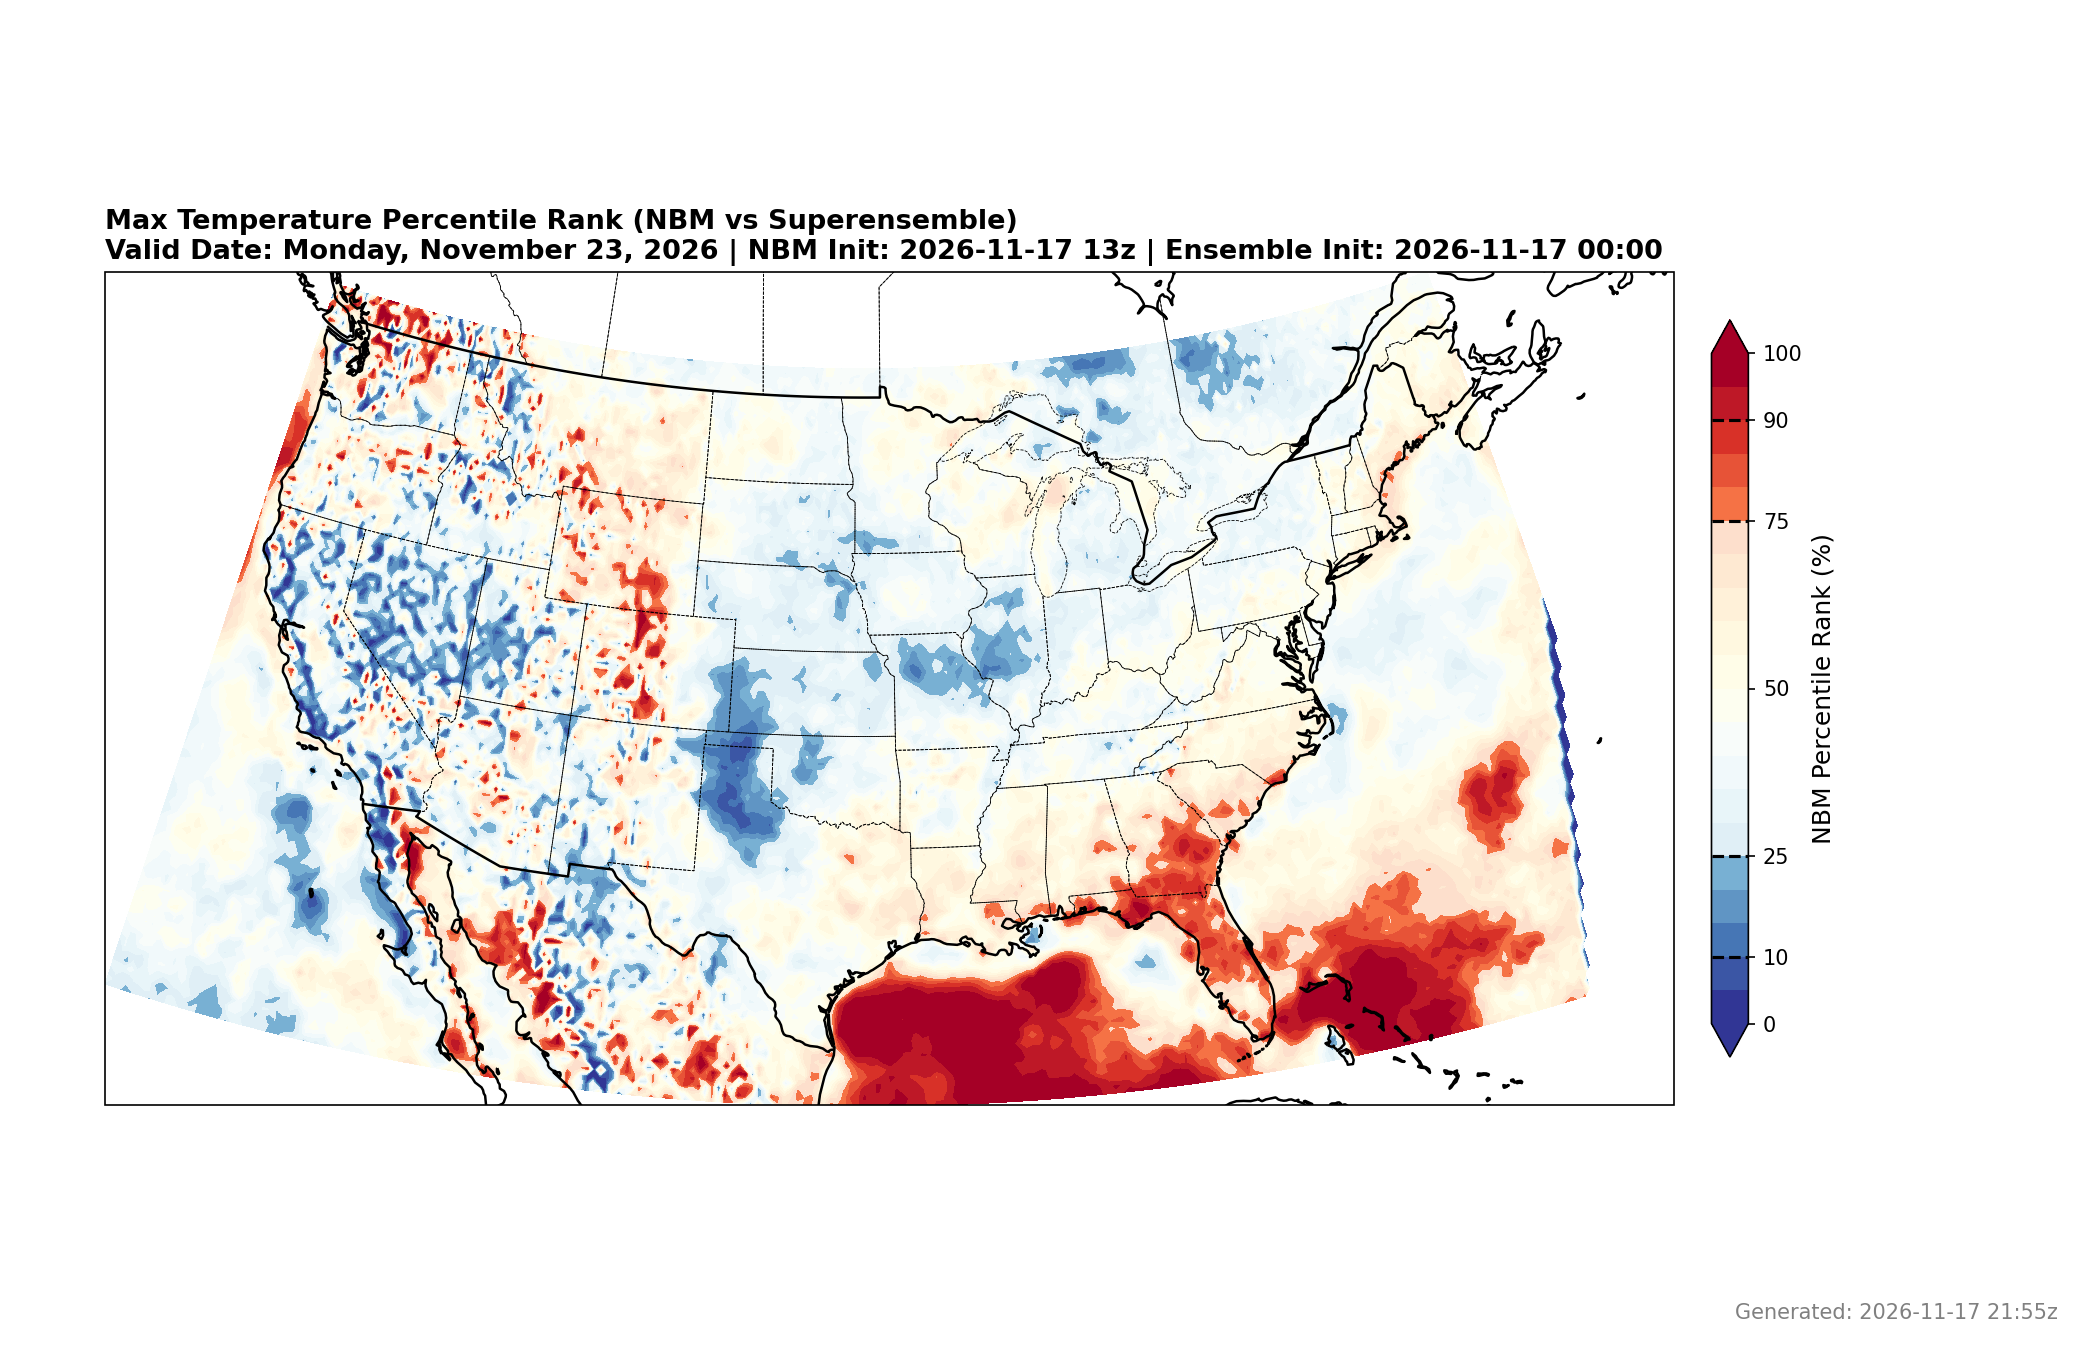 Max Temperature Percentile Rank (NBM vs Superensemble)
Valid Date: Monday, November 23, 2026 | NBM Init: 2026-11-17 13z | Ensemble Init: 2026-11-17 00:00
100
90
75
50
25
10
0
NBM Percentile Rank (%)
Generated: 2026-11-17 21:55z